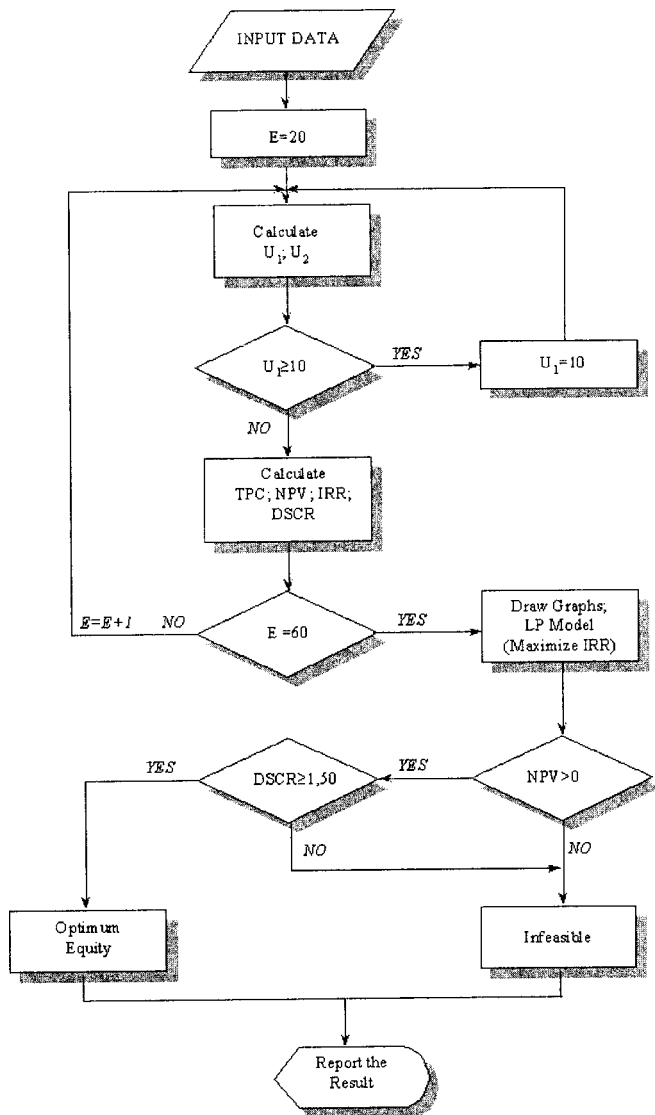 INPUT DATA
E=20
Calculate
U₁; U₂
U₁≥10
YES
U₁=10
NO
Calculate
TPC; NPV; IRR;
DSCR
E=E+1
NO
E =60
YES
Draw Graphs;
LP Model
(Maximize IRR)
YES
DSCR≥1,50
YES
NPV>0
NO
NO
Optimum
Equity
Infeasible
Report the
Result